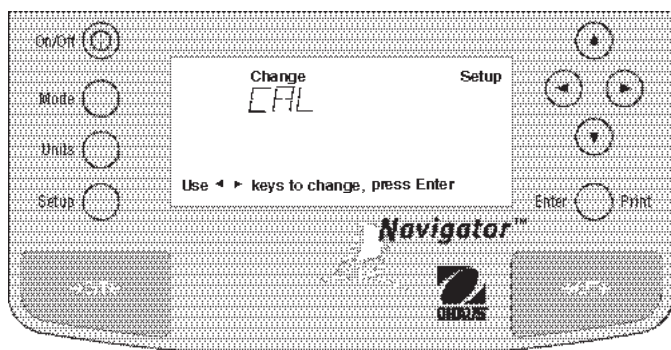 On/Off
Mode
Units
Setup
Change Setup
CAL
Use ◄ ► keys to change, press Enter
Enter Print
Navigator™
OHAUS